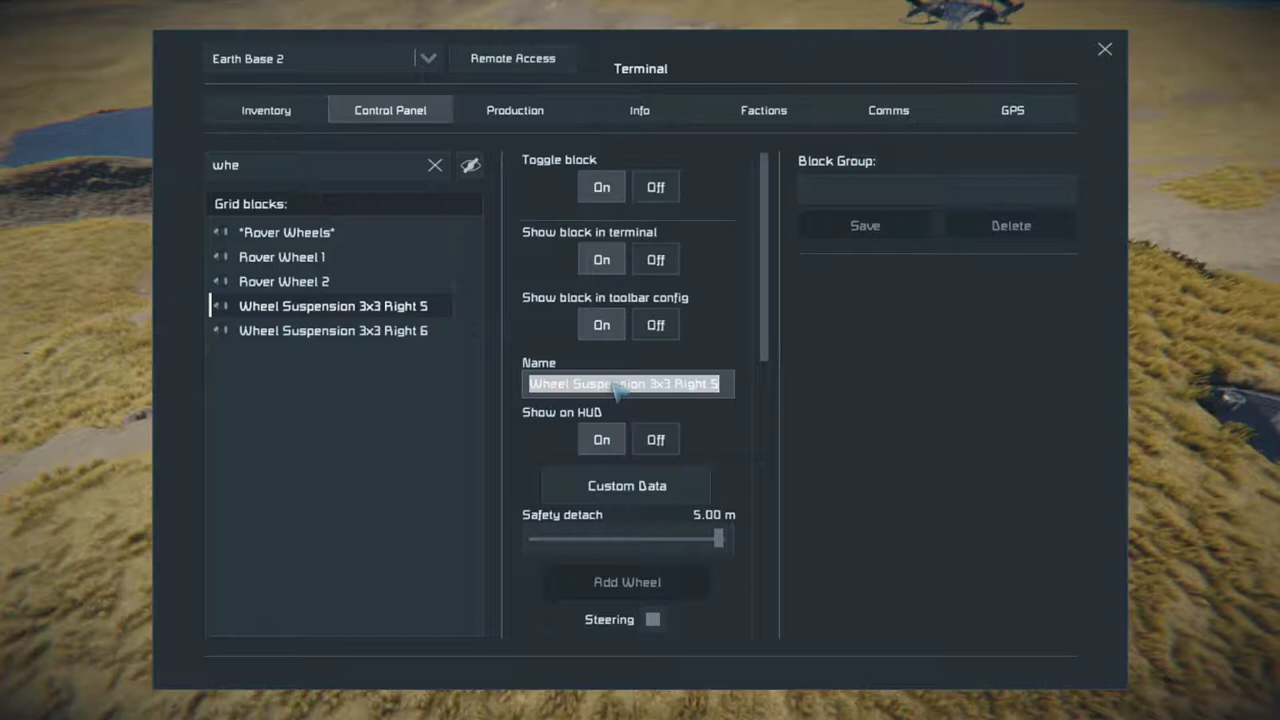 Earth Base 2
Remote Access
Terminal
Inventory
Control Panel
Production
Info
Factions
Comms
GPS
whe
Grid blocks:
*Rover Wheels*
Rover Wheel 1
Rover Wheel 2
Wheel Suspension 3x3 Right 5
Wheel Suspension 3x3 Right 6
Toggle block
On Off
Show block in terminal
On Off
Show block in toolbar config
On Off
Name
Wheel Suspension 3x3 Right 5
Show on HUD
On Off
Custom Data
Safety detach 5.00 m
Add Wheel
Steering
Block Group:
Save Delete